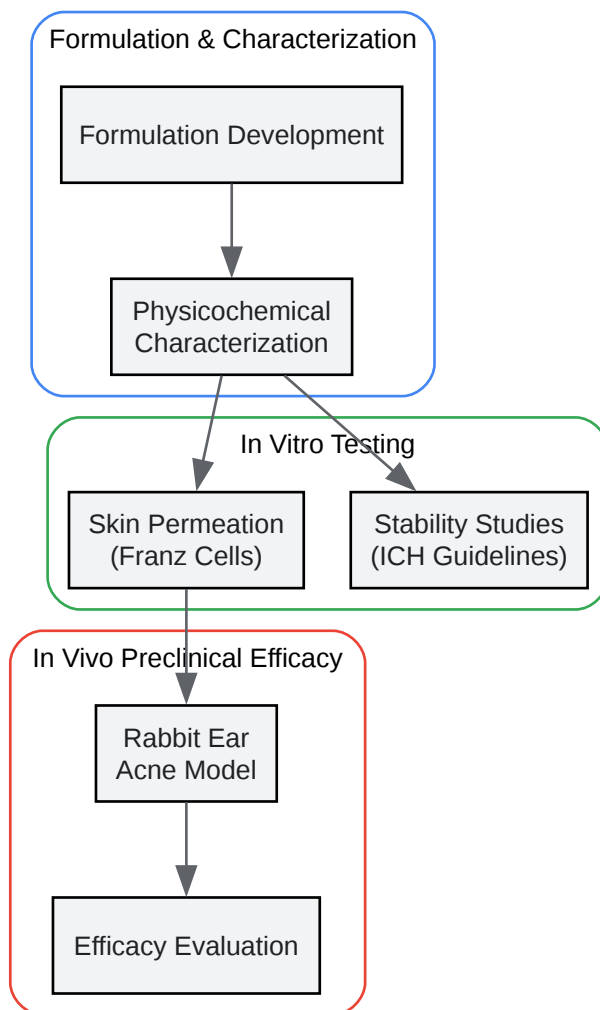 Formulation & Characterization
Formulation Development
Physicochemical
Characterization
In Vitro Testing
Skin Permeation
(Franz Cells)
Stability Studies
(ICH Guidelines)
In Vivo Preclinical Efficacy
Rabbit Ear
Acne Model
Efficacy Evaluation